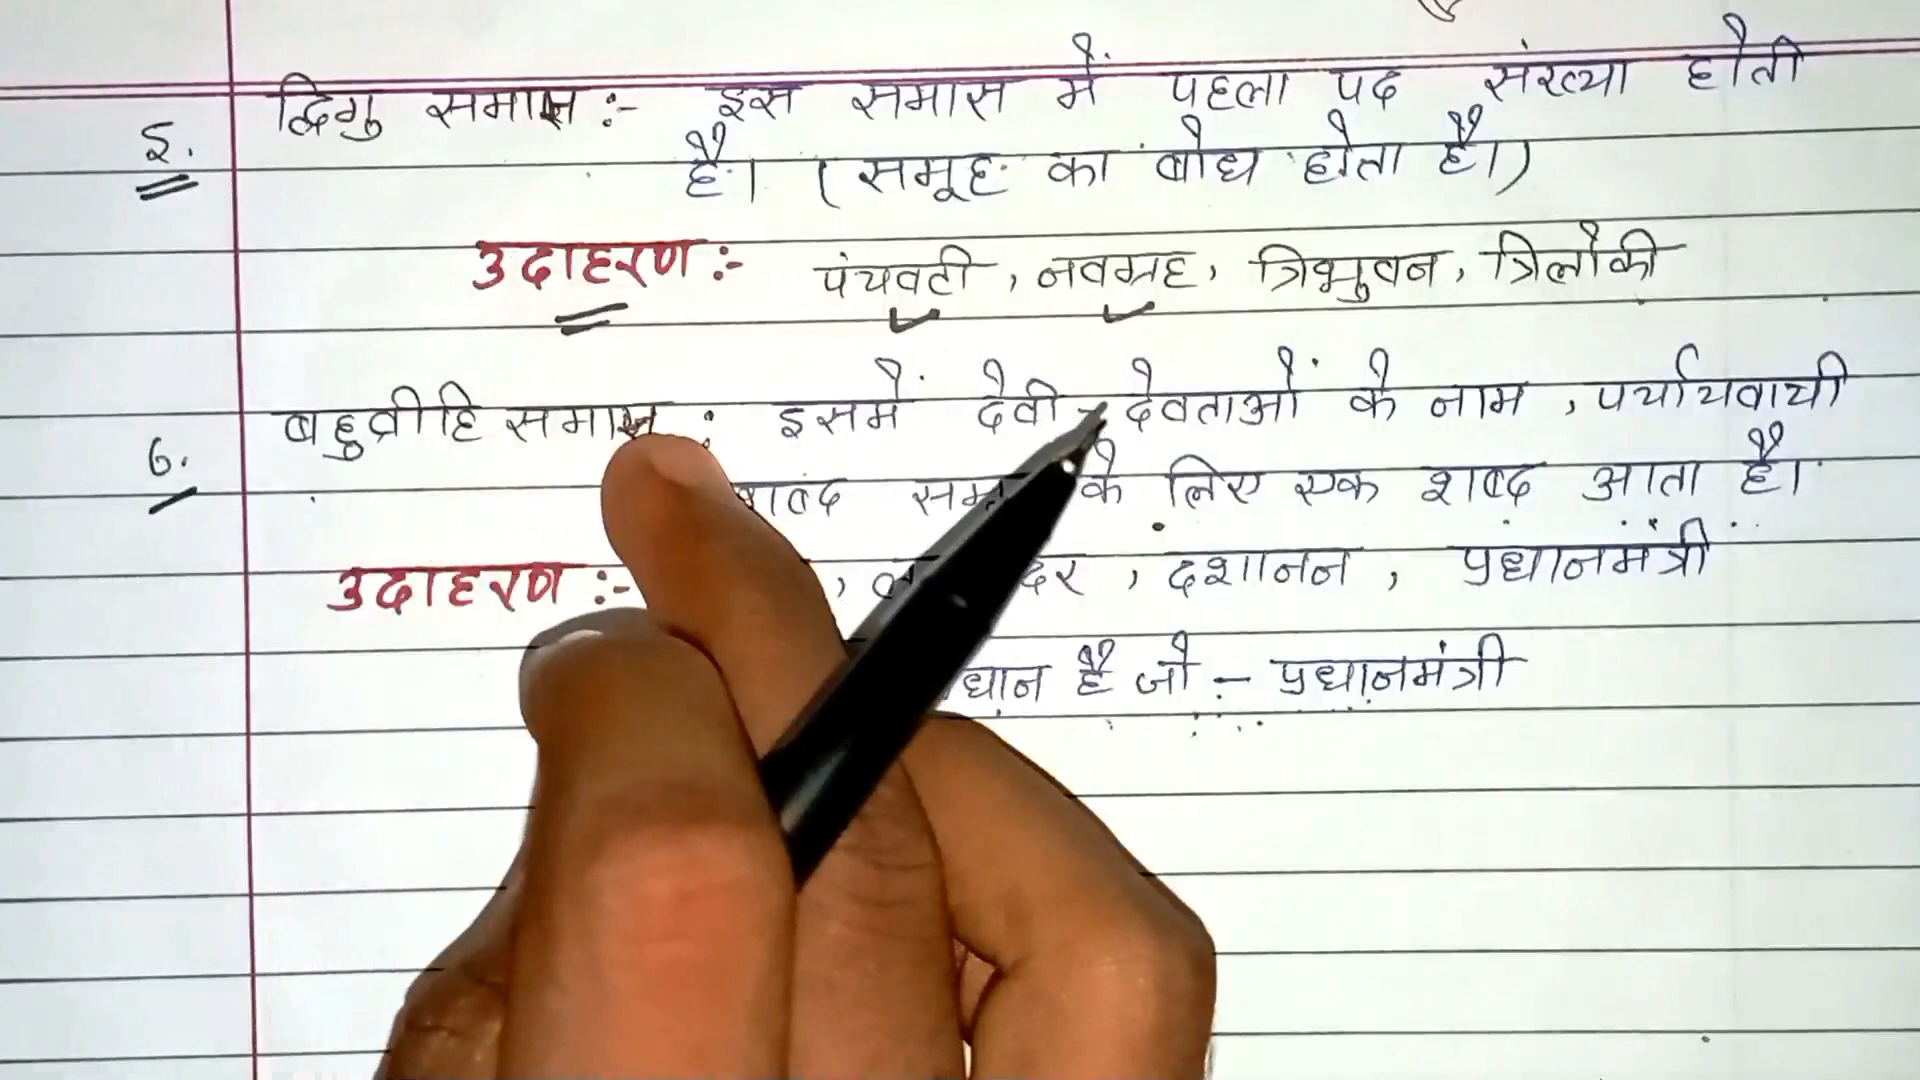 5. द्विगु समास :- इस समास में पहला पद संख्या होती
है। (समूह का बोध होता है।)
उदाहरण :- पंचवटी, नवग्रह, त्रिभुवन, त्रिलोकी
6. बहुव्रीहि समास : इसमें देवी - देवताओं के नाम, पर्यायवाची
शब्द के लिए एक शब्द आता है।
उदाहरण :- , दशानन, प्रधानमंत्री
है जो :- प्रधानमंत्री